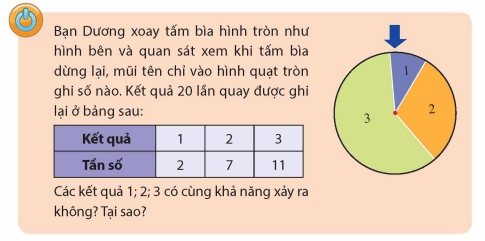 Bạn Dương xoay tấm bìa hình tròn như
hình bên và quan sát xem khi tấm bìa
dừng lại, mũi tên chỉ vào hình quạt tròn
ghi số nào. Kết quả 20 lần quay được ghi
lại ở bảng sau:
Kết quả 1 2 3
Tần số 2 7 11
Các kết quả 1; 2; 3 có cùng khả năng xảy ra
không? Tại sao?
1
2
3